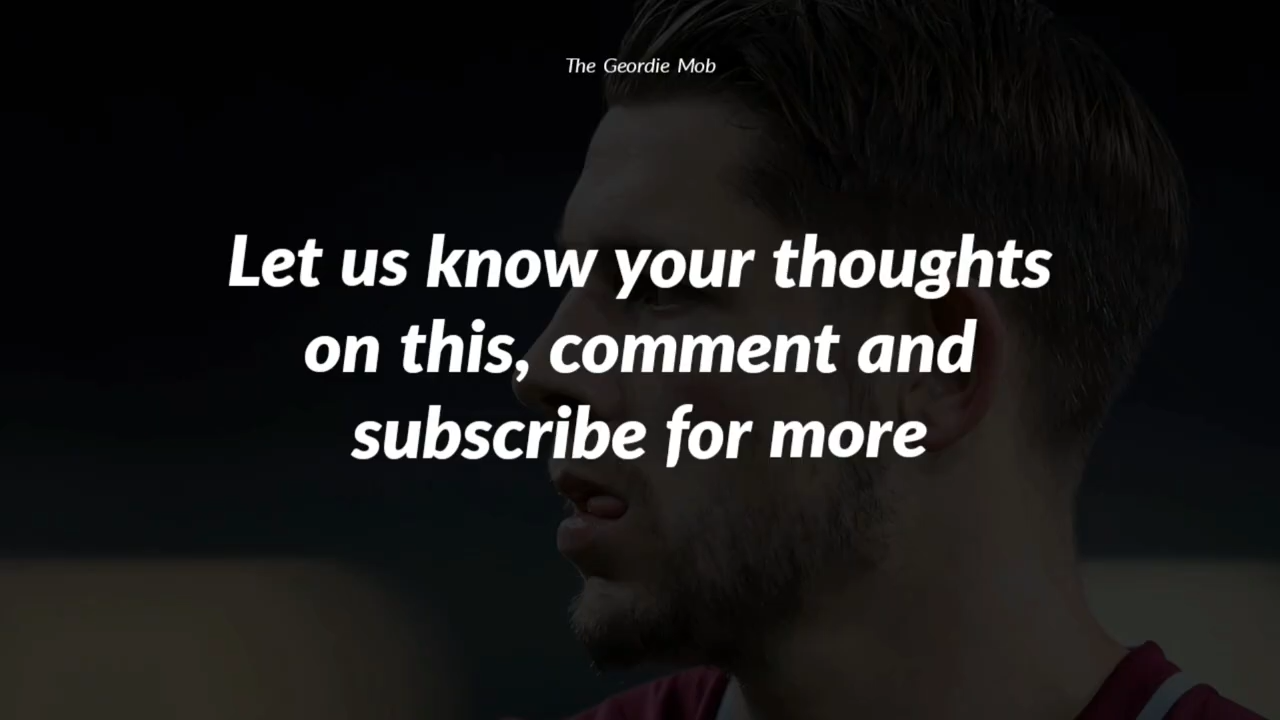 The Geordie Mob
Let us know your thoughts
on this, comment and
subscribe for more